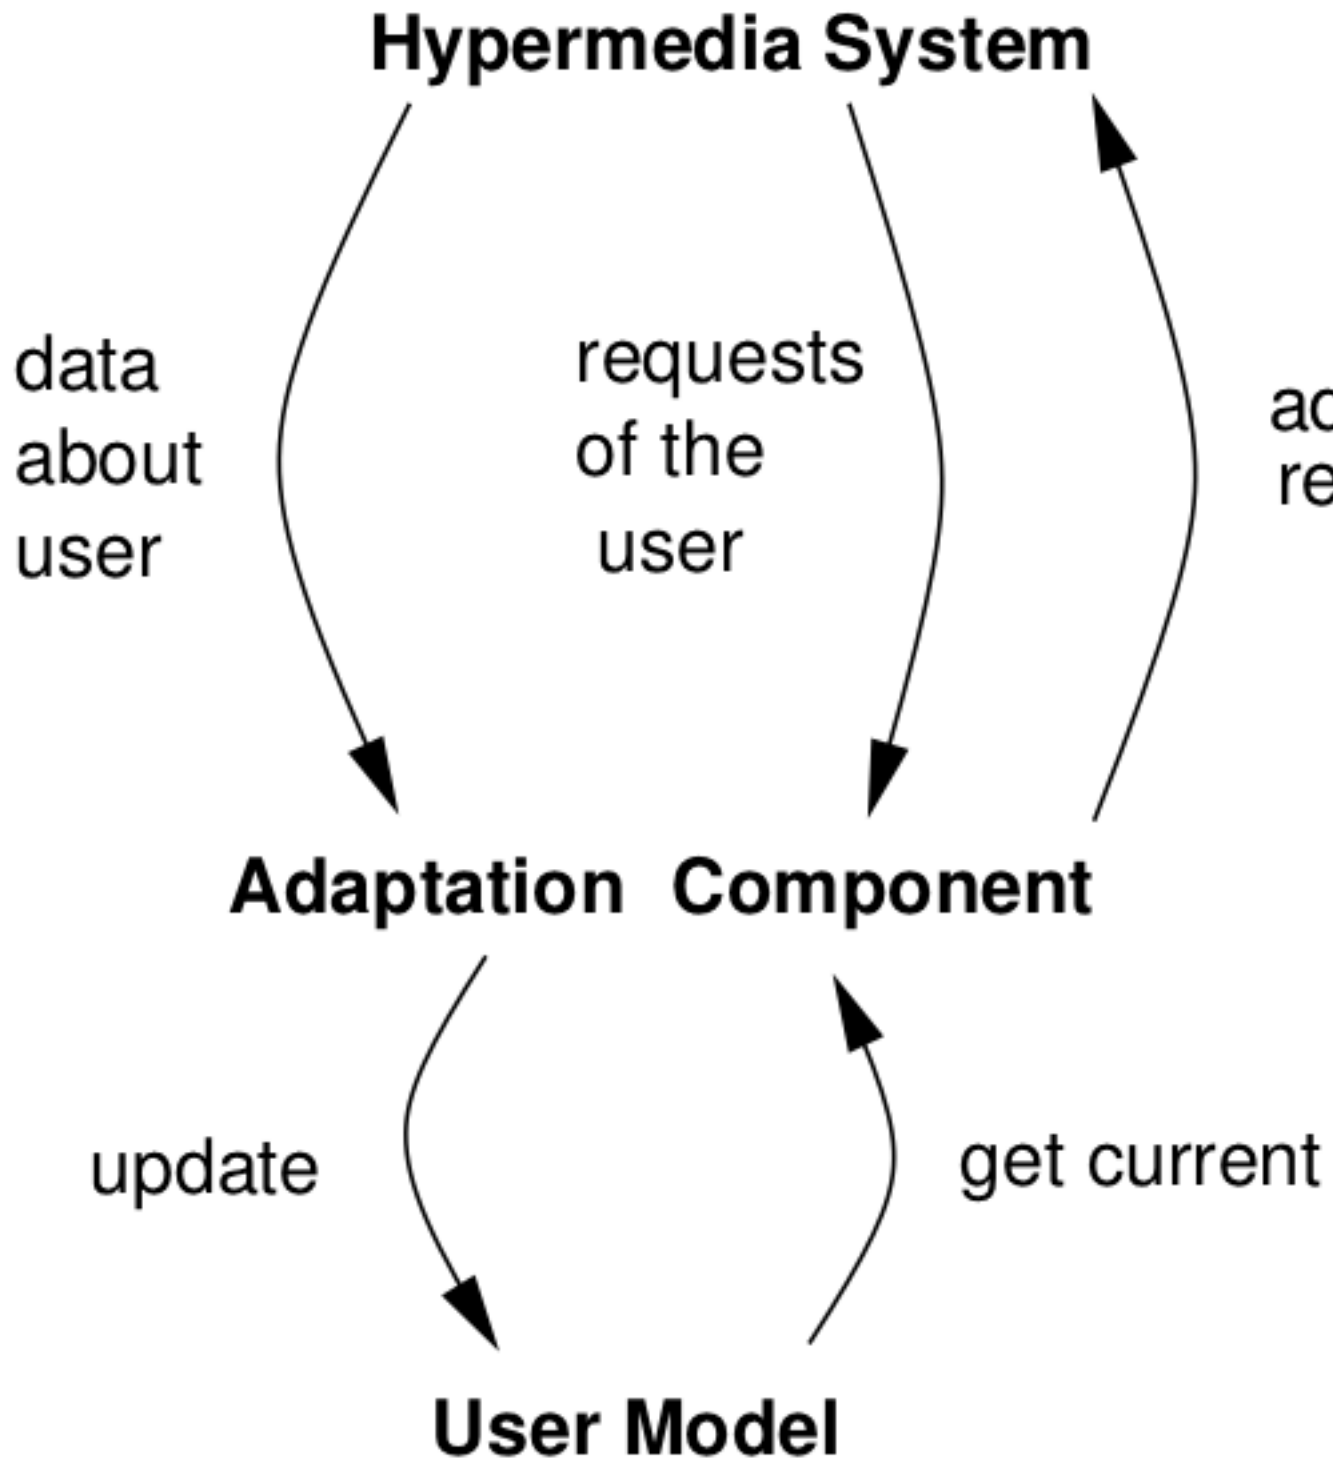 Hypermedia System
data
about
user
requests
of the
user
Adaptation Component
update
get current
User Model